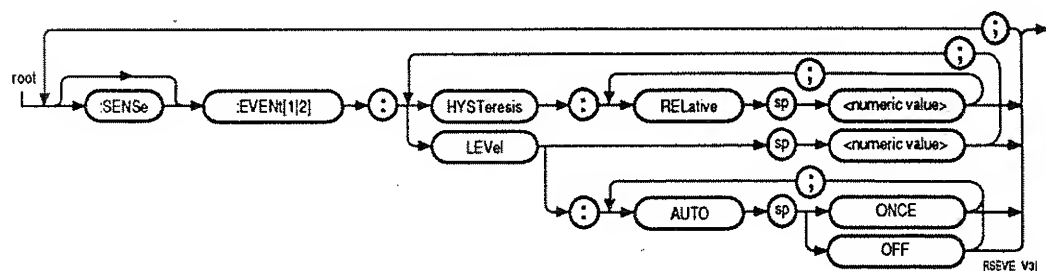 ;
;
root
;
:SENSe :EVENt[1|2] : HYSTeresis : RELative sp <numeric value>
LEVel sp <numeric value>
;
: AUTO sp ONCE
OFF
RSEVE V3I